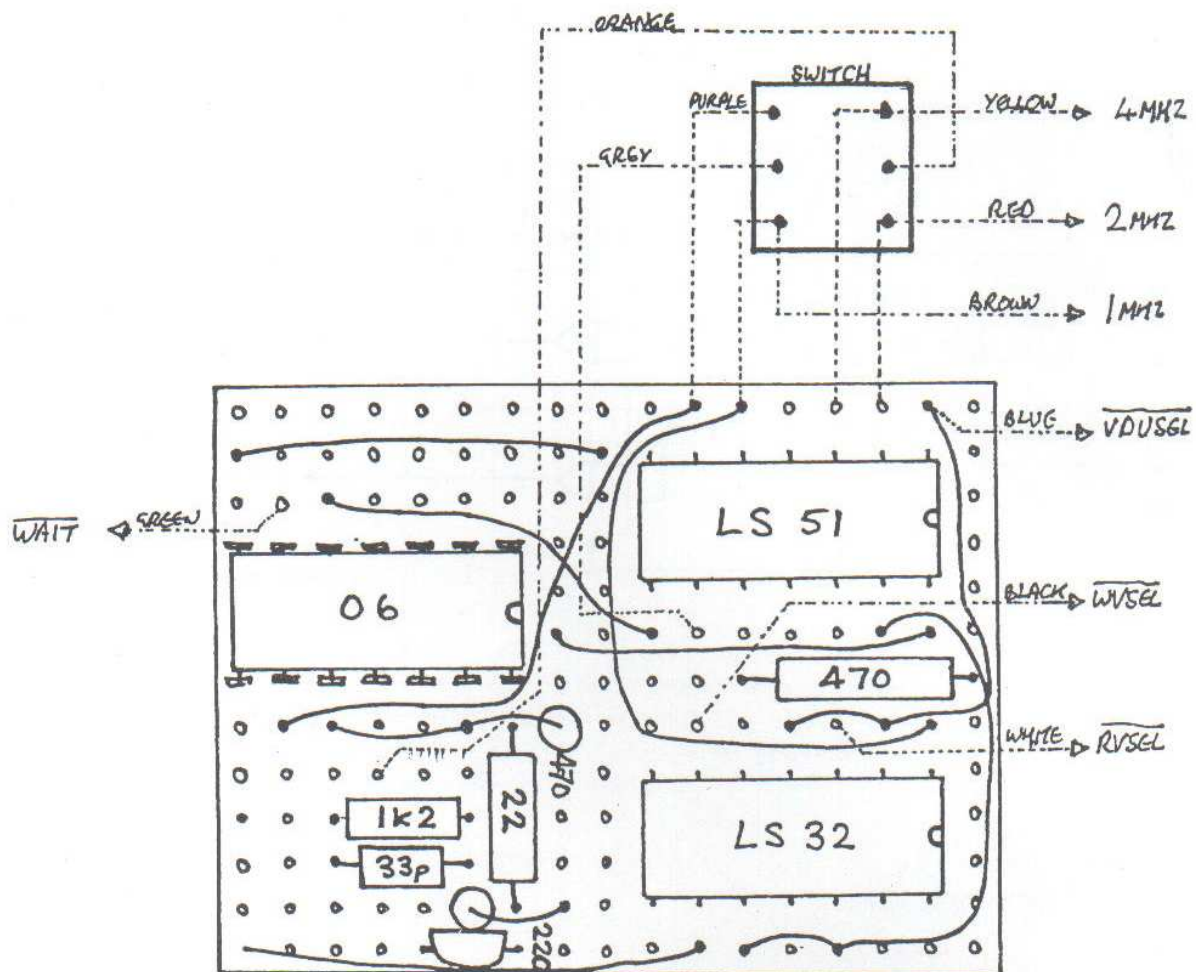 ORANGE
SWITCH
PURPLE
YELLOW
4MHZ
GREY
RED
2MHZ
BROWN
1MHZ
BLUE
VDUSEL
LS 51
WAIT
GREEN
06
BLACK
WVSEL
470
WHITE
RVSEL
470
22
1K2
LS 32
33p
220